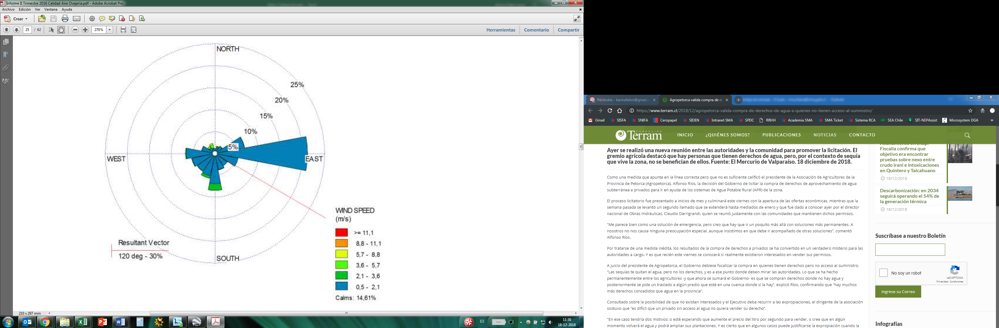 Informe II Trimestre 2016 Calidad Aire Ovejeria.pdf - Adobe Acrobat Pro
Archivo Edición Ver Ventana Ayuda
Crear
25 / 62
270%
Herramientas Comentario Compartir
NORTH
25%
20%
15%
10%
5%
WEST
EAST
SOUTH
WIND SPEED
(m/s)
>= 11,1
8,8 - 11,1
5,7 - 8,8
3,6 - 5,7
2,1 - 3,6
0,5 - 2,1
Calms: 14,61%
Resultant Vector
120 deg - 30%
210 x 297 mm
ES
11:30
18-12-2018
Recibidos - karinafebre@gmail.c
Agropetorca valida compra de d
https://www.terram.cl/2018/12/agropetorca-valida-compra-de-derechos-de-agua-a-quienes-no-tienen-acceso-al-suministro/
Gmail SISFA SNIFA Ceropapel SIDEN Intranet SMA SPDC RRHH Academia SMA SMA Ticket Sistema RCA SEA Chile SIT-NEPAssist Microsystem DGA »
FUNDACION
Terram
INICIO ¿QUIÉNES SOMOS? PUBLICACIONES NOTICIAS CONTACTO
Ayer se realizó una nueva reunión entre las autoridades y la comunidad para promover la licitación. El
gremio agrícola destacó que hay personas que tienen derechos de agua, pero, por el contexto de sequía
que vive la zona, no se benefician de ellos. Fuente: El Mercurio de Valparaíso. 18 diciembre de 2018.
Como una medida que apunta en la línea correcta pero que no es suficiente calificó el presidente de la Asociación de Agricultores de la
Provincia de Petorca (Agropetorca), Alfonso Ríos, la decisión del Gobierno de licitar la compra de derechos de aprovechamiento de agua
subterránea a privados para ir en ayuda de los sistemas de Agua Potable Rural (APR) de la zona.
El proceso licitatorio fue presentado a inicios de mes y culminará este viernes con la apertura de las ofertas económicas, mientras que la
semana pasada se levantó un segundo llamado que se extenderá hasta mediados de enero y que fue dado a conocer ayer por el director
nacional de Obras Hidráulicas, Claudio Darrigrandi, quien se reunió justamente con las comunidades que mantienen dichos permisos.
"Me parece bien como una solución de emergencia, pero creo que hay que ir un poquito más allá con soluciones más permanentes. A
nosotros no nos causa ninguna preocupación especial, aunque insistimos en que debe ir acompañado de otras soluciones", comentó
Alfonso Ríos.
Por tratarse de una medida inédita, los resultados de la compra de derechos a privados se ha convertido en un verdadero misterio para las
autoridades a cargo. Y es que recién este viernes se conocerá si realmente existieron interesados en vender sus permisos.
A juicio del presidente de Agropetorca, el Gobierno debiese focalizar la compra en quienes tienen derechos pero no acceso al suministro.
"Las sequías te quitan el agua, pero no los derechos, y es a ese punto donde deben mirar las autoridades. Lo que se ha hecho
permanentemente entre los agricultores -y que ahora se sumará el Gobierno- es que se compran derechos donde no hay agua y
posteriormente se pide un traslado a algún predio que esté en una cuenca donde sí la hay", explicó Ríos, confirmando que "hay muchos
más derechos concedidos que agua en la provincia".
Consultado sobre la posibilidad de que no existan interesados y el Ejecutivo deba recurrir a las expropiaciones, el dirigente de la asociación
sostuvo que "es difícil que un privado sin acceso al agua no quiera vender su derecho".
"En ese caso tendría dos motivos: o esté esperando que aumente el precio del litro por segundo para vender, o cree que en algún
momento volverá el agua y podrá ampliar sus plantaciones. Y es cierto que en algunos casos puede justificarse la expropiación cuando la
Allanamiento en Enap:
Fiscalía confirma que
objetivo era encontrar
pruebas sobre nexo entre
crudo iraní e intoxicaciones
en Quintero y Talcahuano
18/12/2018
Descarbonización: en 2034
seguirá operando el 54% de
la generación térmica
18/12/2018
Suscríbase a nuestro Boletín
No soy un robot
reCAPTCHA
Privacidad - Condiciones
Ingrese su Correo
Infografías